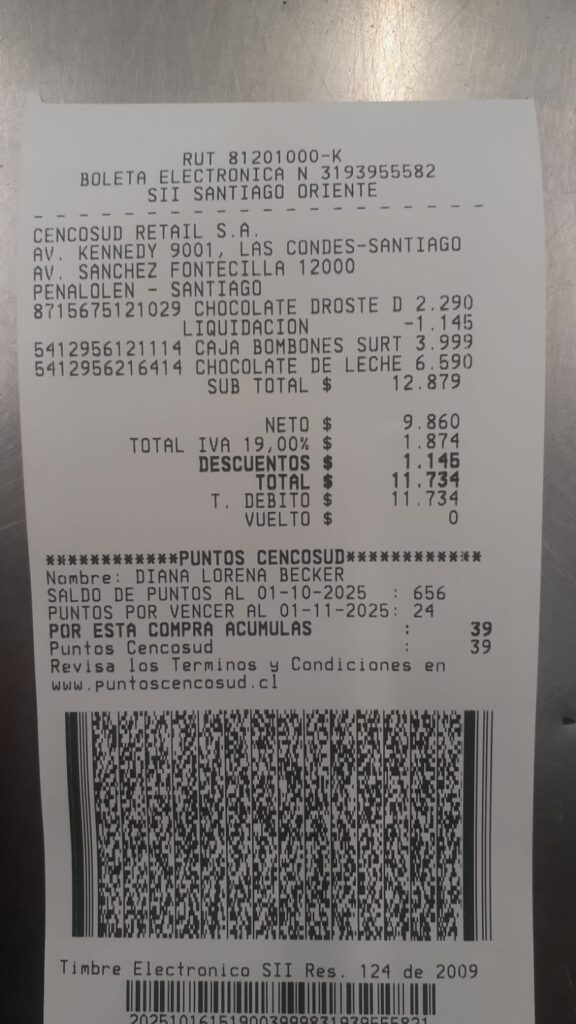 RUT 81201000-K
BOLETA ELECTRONICA N 3193955582
SII SANTIAGO ORIENTE
- - - - - - - - - - - - - - - - - - - -
CENCOSUD RETAIL S.A.
AV. KENNEDY 9001, LAS CONDES-SANTIAGO
AV. SANCHEZ FONTECILLA 12000
PENALOLEN - SANTIAGO
8715675121029 CHOCOLATE DROSTE D 2.290
LIQUIDACION -1.145
5412956121114 CAJA BOMBONES SURT 3.999
5412956216414 CHOCOLATE DE LECHE 6.590
SUB TOTAL $ 12.879
NETO $ 9.860
TOTAL IVA 19,00% $ 1.874
DESCUENTOS $ 1.145
TOTAL $ 11.734
T. DEBITO $ 11.734
VUELTO $ 0
************PUNTOS CENCOSUD************
Nombre: DIANA LORENA BECKER
SALDO DE PUNTOS AL 01-10-2025 : 656
PUNTOS POR VENCER AL 01-11-2025: 24
POR ESTA COMPRA ACUMULAS : 39
Puntos Cencosud : 39
Revisa los Terminos y Condiciones en
www.puntoscencosud.cl
Timbre Electronico SII Res. 124 de 2009